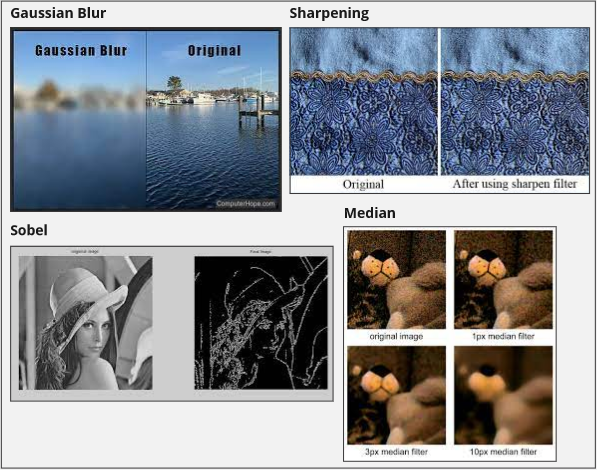 Gaussian Blur
Gaussian Blur
Original
ComputerHope.com
Sharpening
Original
After using sharpen filter
Sobel
original image
Final Image
Median
original image
1px median filter
3px median filter
10px median filter